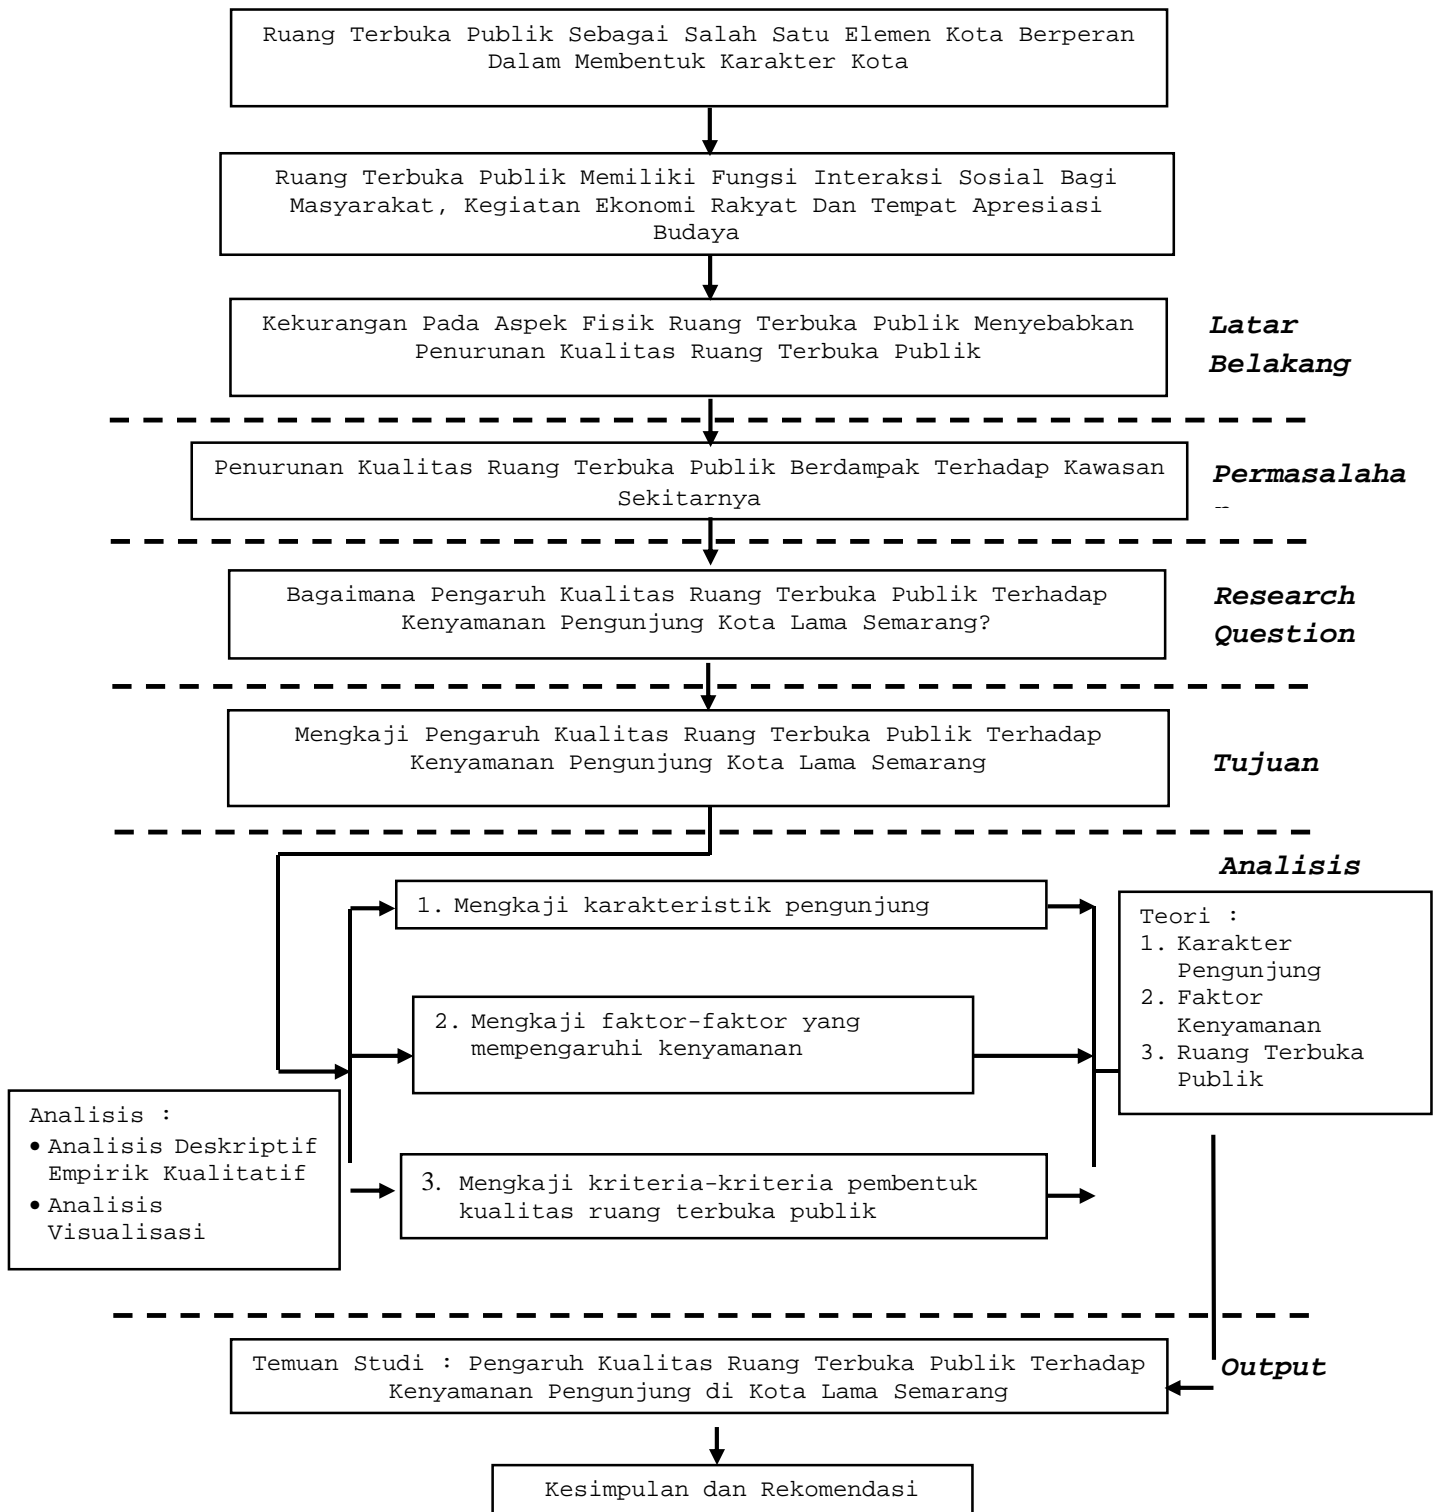 Ruang Terbuka Publik Sebagai Salah Satu Elemen Kota Berperan
Dalam Membentuk Karakter Kota
Ruang Terbuka Publik Memiliki Fungsi Interaksi Sosial Bagi
Masyarakat, Kegiatan Ekonomi Rakyat Dan Tempat Apresiasi
Budaya
Kekurangan Pada Aspek Fisik Ruang Terbuka Publik Menyebabkan
Penurunan Kualitas Ruang Terbuka Publik
Latar
Belakang
Penurunan Kualitas Ruang Terbuka Publik Berdampak Terhadap Kawasan
Sekitarnya
Permasalaha
Bagaimana Pengaruh Kualitas Ruang Terbuka Publik Terhadap
Kenyamanan Pengunjung Kota Lama Semarang?
Research
Question
Mengkaji Pengaruh Kualitas Ruang Terbuka Publik Terhadap
Kenyamanan Pengunjung Kota Lama Semarang
Tujuan
Analisis
1. Mengkaji karakteristik pengunjung
2. Mengkaji faktor-faktor yang
mempengaruhi kenyamanan
3. Mengkaji kriteria-kriteria pembentuk
kualitas ruang terbuka publik
Teori :
1. Karakter
Pengunjung
2. Faktor
Kenyamanan
3. Ruang Terbuka
Publik
Analisis :
• Analisis Deskriptif
Empirik Kualitatif
• Analisis
Visualisasi
Temuan Studi : Pengaruh Kualitas Ruang Terbuka Publik Terhadap
Kenyamanan Pengunjung di Kota Lama Semarang
Output
Kesimpulan dan Rekomendasi